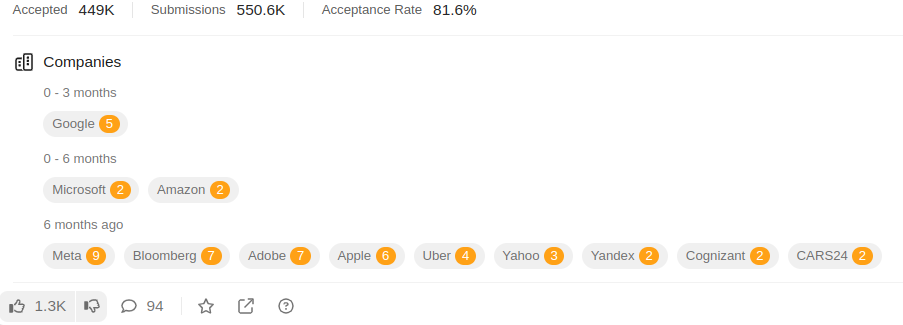 Accepted 449K Submissions 550.6K Acceptance Rate 81.6%
Companies
0 - 3 months
Google 5
0 - 6 months
Microsoft 2 Amazon 2
6 months ago
Meta 9 Bloomberg 7 Adobe 7 Apple 6 Uber 4 Yahoo 3 Yandex 2 Cognizant 2 CARS24 2
1.3K 94